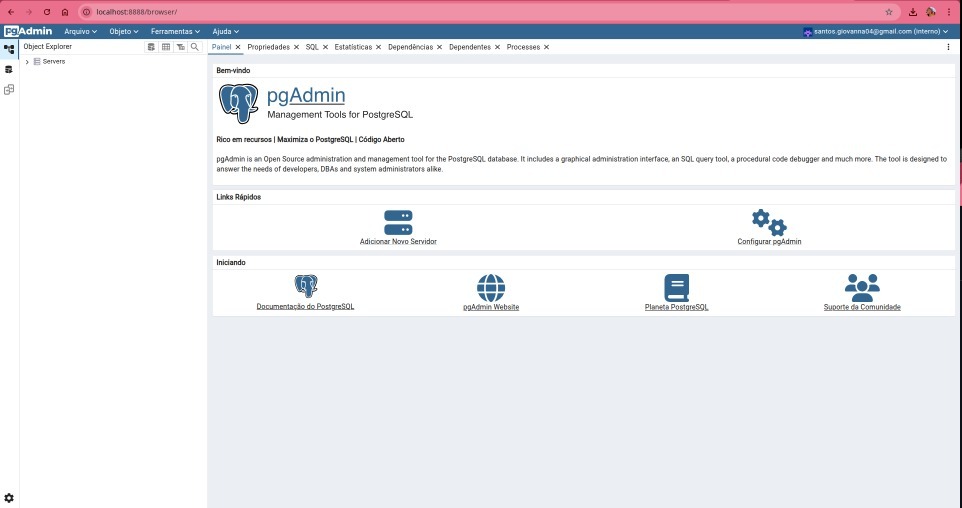 localhost:8888/browser/
pgAdmin Arquivo Objeto Ferramentas Ajuda santos.giovanna04@gmail.com (interno)
Object Explorer
Servers
Painel Propriedades SQL Estatísticas Dependências Dependentes Processes
Bem-vindo
pgAdmin
Management Tools for PostgreSQL
Rico em recursos | Maximiza o PostgreSQL | Código Aberto
pgAdmin is an Open Source administration and management tool for the PostgreSQL database. It includes a graphical administration interface, an SQL query tool, a procedural code debugger and much more. The tool is designed to
answer the needs of developers, DBAs and system administrators alike.
Links Rápidos
Adicionar Novo Servidor Configurar pgAdmin
Iniciando
Documentação do PostgreSQL pgAdmin Website Planeta PostgreSQL Suporte da Comunidade